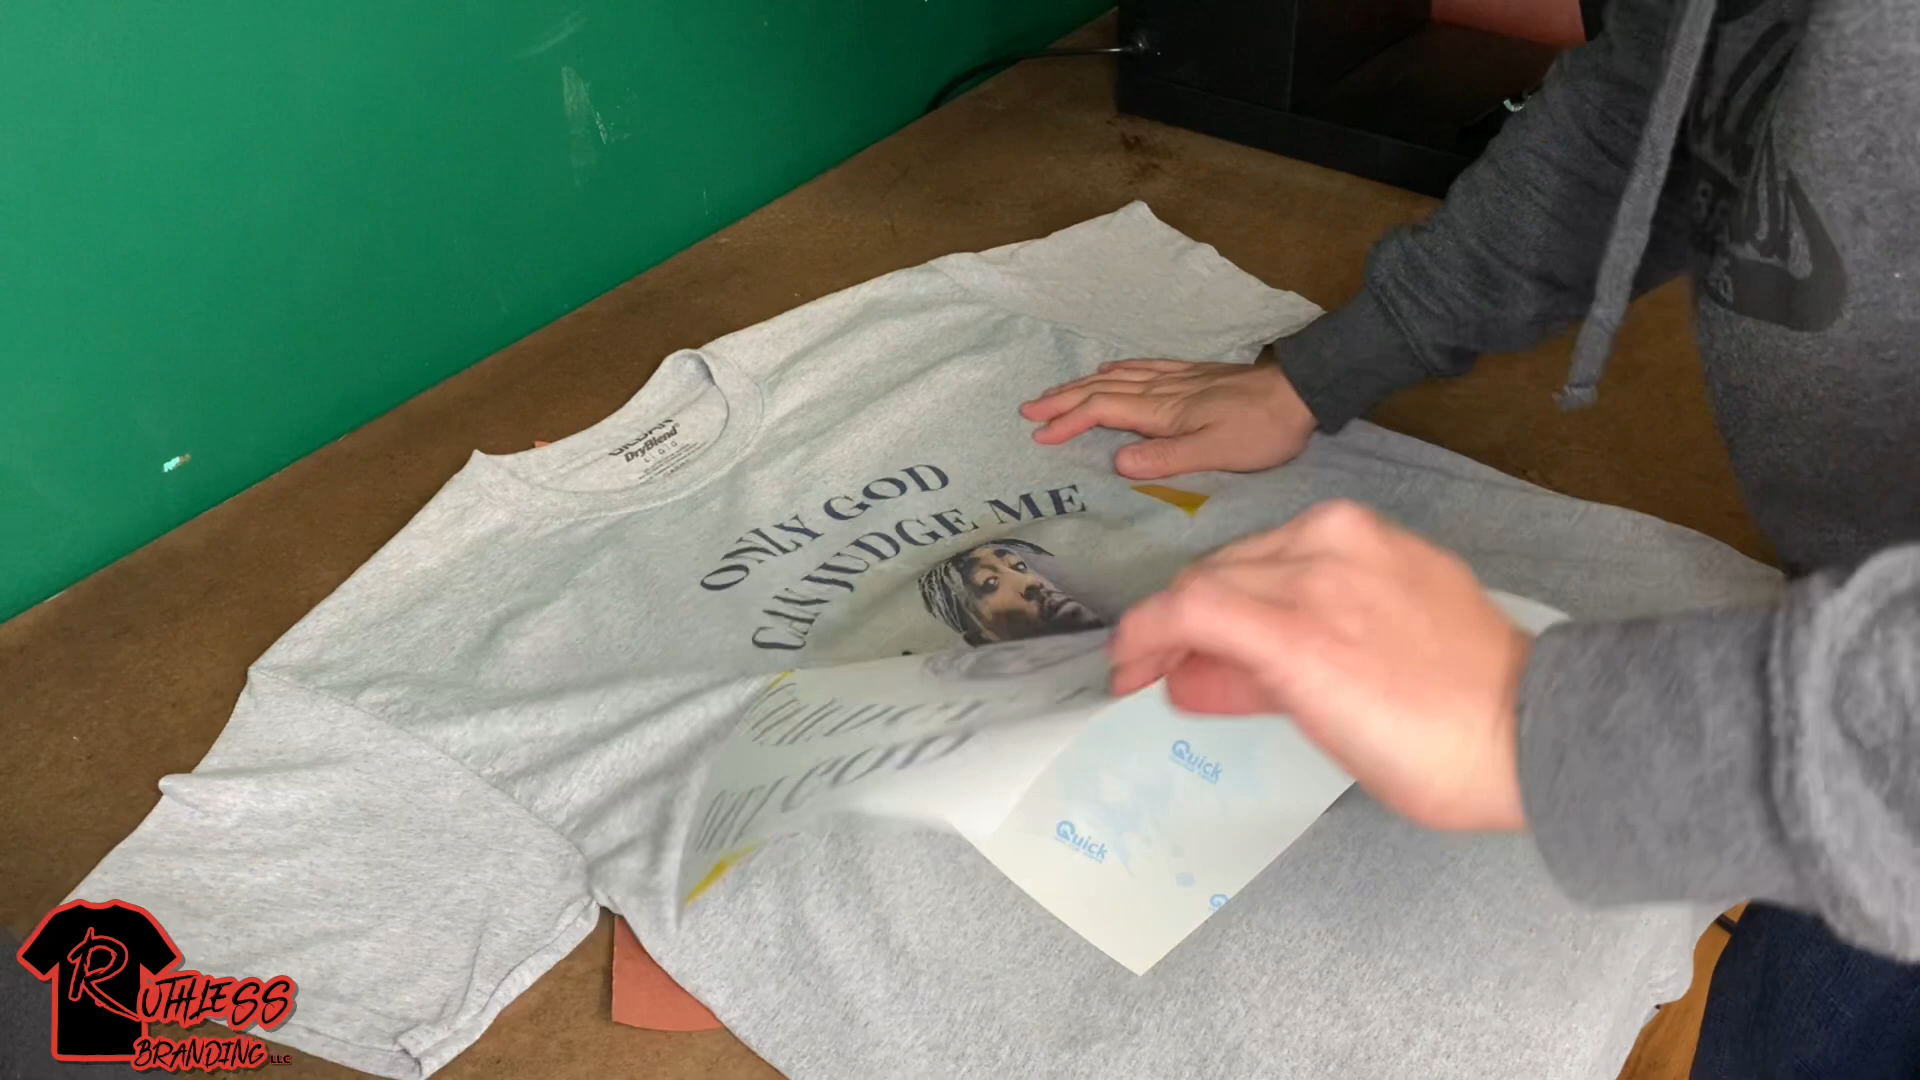 DryBlend®
ONLY GOD
CAN JUDGE ME
Quick
Quick
RUTHLESS
BRANDING LLC